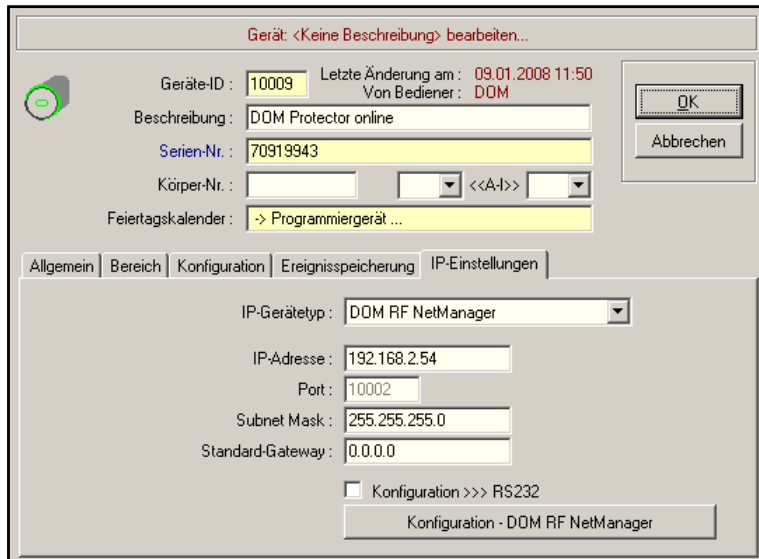 Gerät: <Keine Beschreibung> bearbeiten...
Geräte-ID : 10009 Letzte Änderung am : 09.01.2008 11:50
Von Bediener : DOM
OK
Beschreibung : DOM Protector online
Abbrechen
Serien-Nr. : 70919943
Körper-Nr. : <<A-I>>
Feiertagskalender : -> Programmiergerät ...
Allgemein Bereich Konfiguration Ereignisspeicherung IP-Einstellungen
IP-Gerätetyp : DOM RF NetManager
IP-Adresse : 192.168.2.54
Port : 10002
Subnet Mask : 255.255.255.0
Standard-Gateway : 0.0.0.0
Konfiguration >>> RS232
Konfiguration - DOM RF NetManager